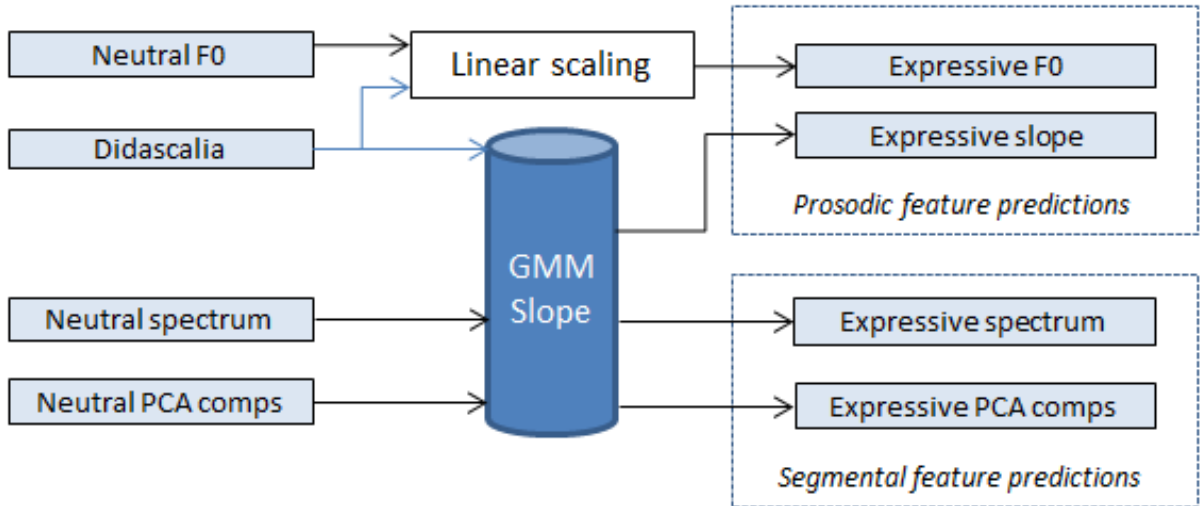 Neutral F0
Linear scaling
Expressive F0
Didascalia
Expressive slope
Prosodic feature predictions
GMM
Slope
Neutral spectrum
Expressive spectrum
Neutral PCA comps
Expressive PCA comps
Segmental feature predictions